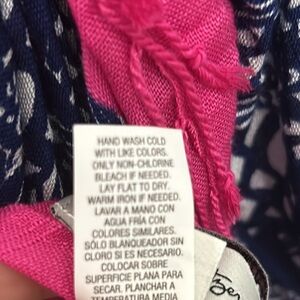 HAND WASH COLD
WITH LIKE COLORS.
ONLY NON-CHLORINE
BLEACH IF NEEDED.
LAY FLAT TO DRY.
WARM IRON IF NEEDED.
LAVAR A MANO CON
AGUA FRÍA CON
COLORES SIMILARES.
SÓLO BLANQUEADOR SIN
CLORO SI ES NECESARIO.
COLOCAR SOBRE
SUPERFICIE PLANA PARA
SECAR. PLANCHAR A
TEMPERATURA MEDIA